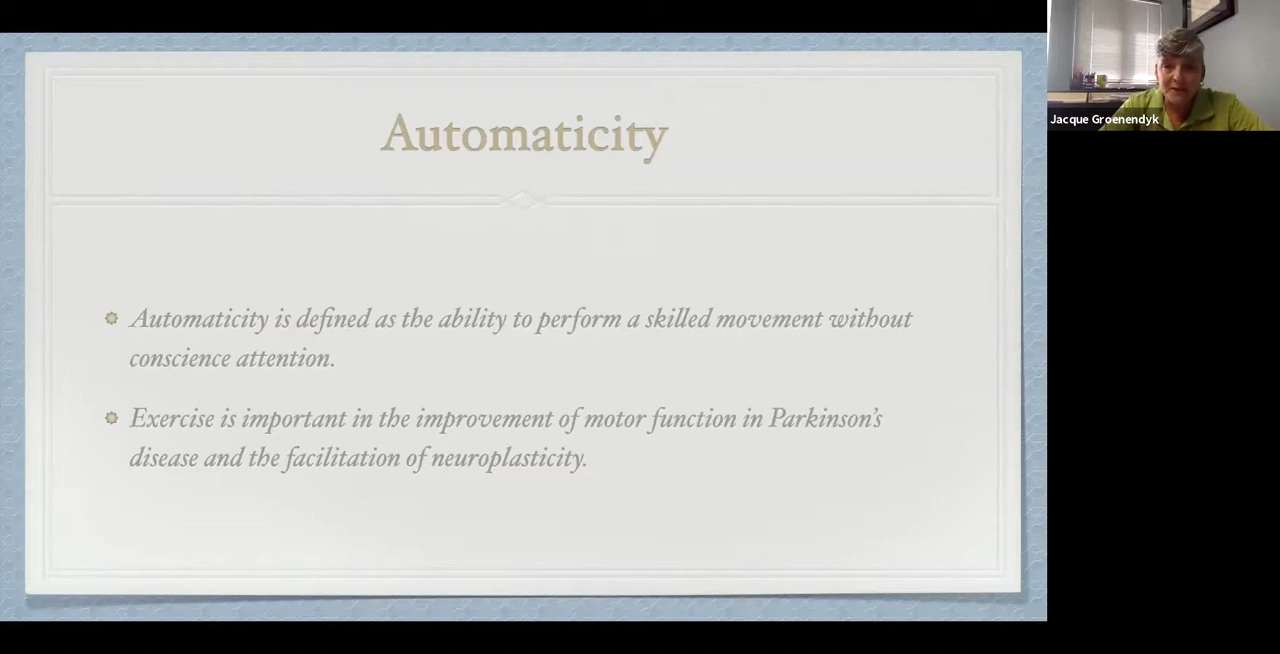 Automaticity
Automaticity is defined as the ability to perform a skilled movement without
conscience attention.
Exercise is important in the improvement of motor function in Parkinson's
disease and the facilitation of neuroplasticity.
Jacque Groenendyk